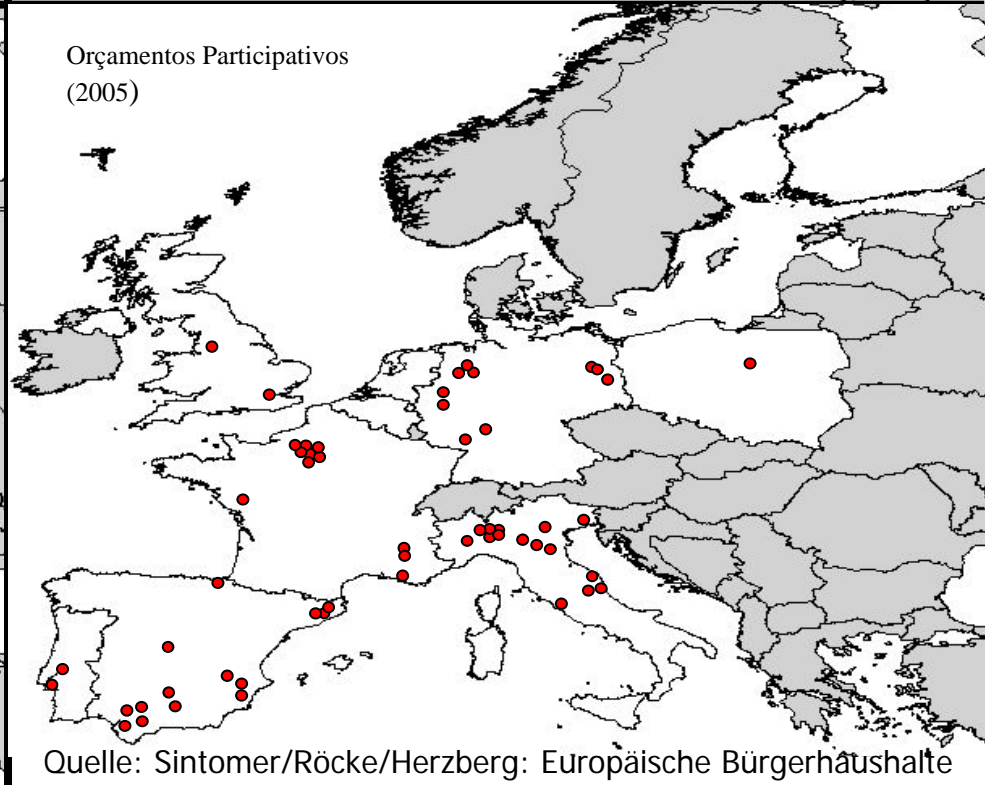 Orçamentos Participativos
(2005)
Quelle: Sintomer/Röcke/Herzberg: Europäische Bürgerhaushalte